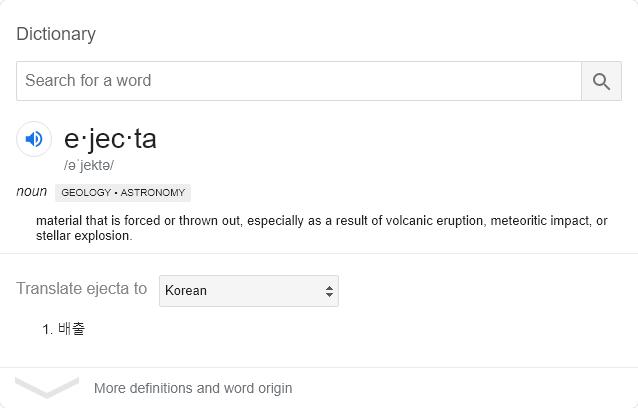 Dictionary
Search for a word
e·jec·ta
/əˈjektə/
noun GEOLOGY • ASTRONOMY
material that is forced or thrown out, especially as a result of volcanic eruption, meteoritic impact, or
stellar explosion.
Translate ejecta to Korean
1. 배출
More definitions and word origin